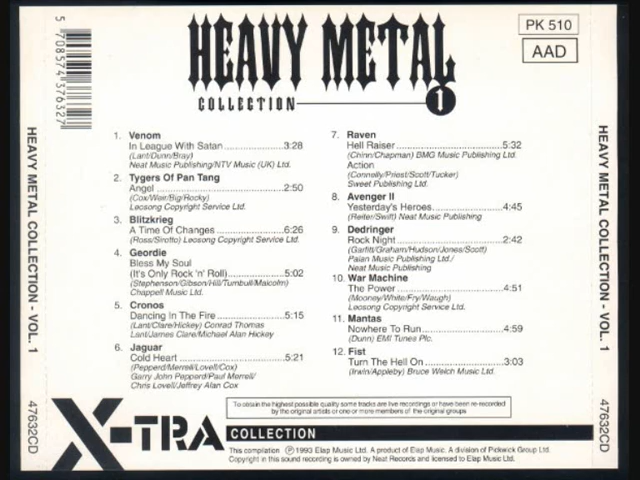 HEAVY METAL
COLLECTION 1
PK 510
AAD
5 708574 376327
1. Venom
In League With Satan 3:28
(Lant/Dunn/Bray)
Neat Music Publishing/NTV Music (UK) Ltd.
2. Tygers Of Pan Tang
Angel 2:50
(Cox/Weir/Big/Rocky)
Leosong Copyright Service Ltd.
3. Blitzkrieg
A Time Of Changes 6:26
(Ross/Sirotto) Leosong Copyright Service Ltd.
4. Geordie
Bless My Soul
(It's Only Rock 'n' Roll) 5:02
(Stephenson/Gibson/Hill/Turnbull/Malcolm)
Chappell Music Ltd.
5. Cronos
Dancing In The Fire 5:15
(Lant/Clare/Hickey) Conrad Thomas
Lant/James Clare/Michael Alan Hickey
6. Jaguar
Cold Heart 5:21
(Pepperd/Merrell/Lovell/Cox)
Garry John Pepperd/Paul Merrell/
Chris Lovell/Jeffrey Alan Cox
7. Raven
Hell Raiser 5:32
(Chinn/Chapman) BMG Music Publishing Ltd.
Action
(Connelly/Priest/Scott/Tucker)
Sweet Publishing Ltd.
8. Avenger II
Yesterday's Heroes 4:45
(Reiter/Swift) Neat Music Publishing
9. Dedringer
Rock Night 2:42
(Garfitt/Graham/Hudson/Jones/Scott)
Palan Music Publishing Ltd./
Neat Music Publishing
10. War Machine
The Power 4:51
(Mooney/White/Fry/Waugh)
Leosong Copyright Service Ltd.
11. Mantas
Nowhere To Run 4:59
(Dunn) EMI Tunes Plc.
12. Fist
Turn The Hell On 3:03
(Irwin/Appleby) Bruce Welch Music Ltd.
To obtain the highest possible quality some tracks are live recordings or have been re-recorded
by the original artists or one or more members of the original groups
X-TRA COLLECTION
This compilation ℗ 1993 Elap Music Ltd. A product of Elap Music. A division of Pickwick Group Ltd.
Copyright in this sound recording is owned by Neat Records and licensed to Elap Music Ltd.
HEAVY METAL COLLECTION - VOL. 1 47632CD
HEAVY METAL COLLECTION - VOL. 1 47632CD